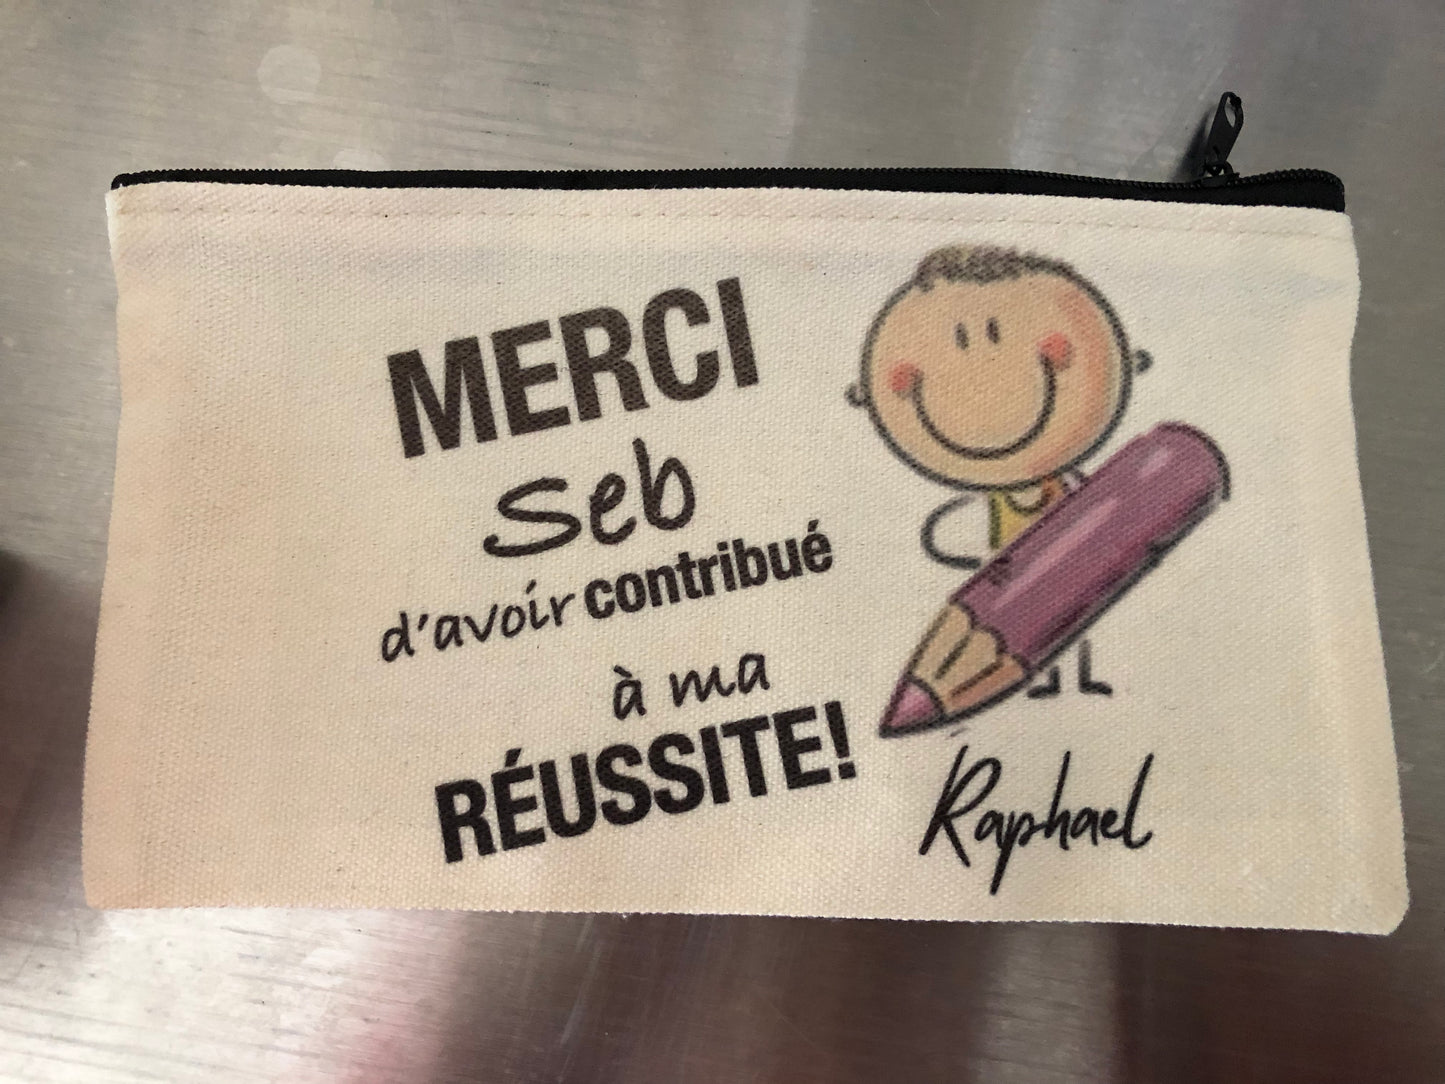 MERCI
seb
d'avoir contribué
à ma
RÉUSSITE!
Raphael